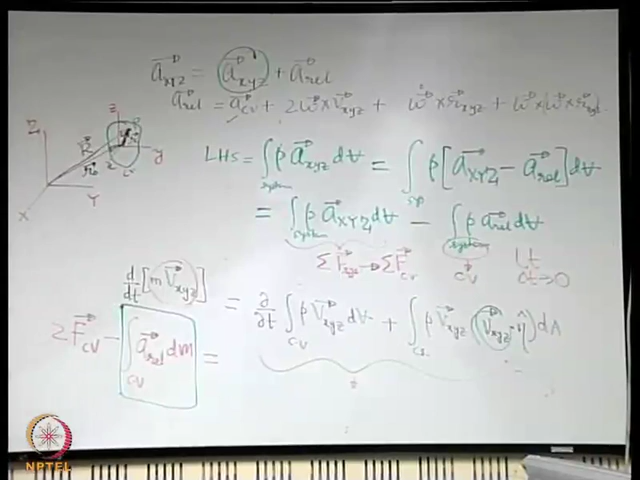 a⃗XYZ = a⃗xyz + a⃗rel
a⃗rel = a⃗CV + 2ω⃗×V⃗xyz + ω̇⃗×r⃗xyz + ω⃗×(ω⃗×r⃗xyz)
Z
X
Y
R⃗
z
y
x
LHS = ∫system ρ a⃗xyz dV = ∫sys ρ[a⃗XYZ − a⃗rel]dV
= ∫system ρ a⃗XYZ dV − ∫system ρ a⃗rel dV
ΣF⃗sys → ΣF⃗CV
CV
Lt
δt→0
d/dt [m V⃗xyz] = ∂/∂t ∫CV ρ V⃗xyz dV + ∫CS ρ V⃗xyz (V⃗xyz·η̂) dA
ΣF⃗CV − ∫CV a⃗rel dm =
NPTEL